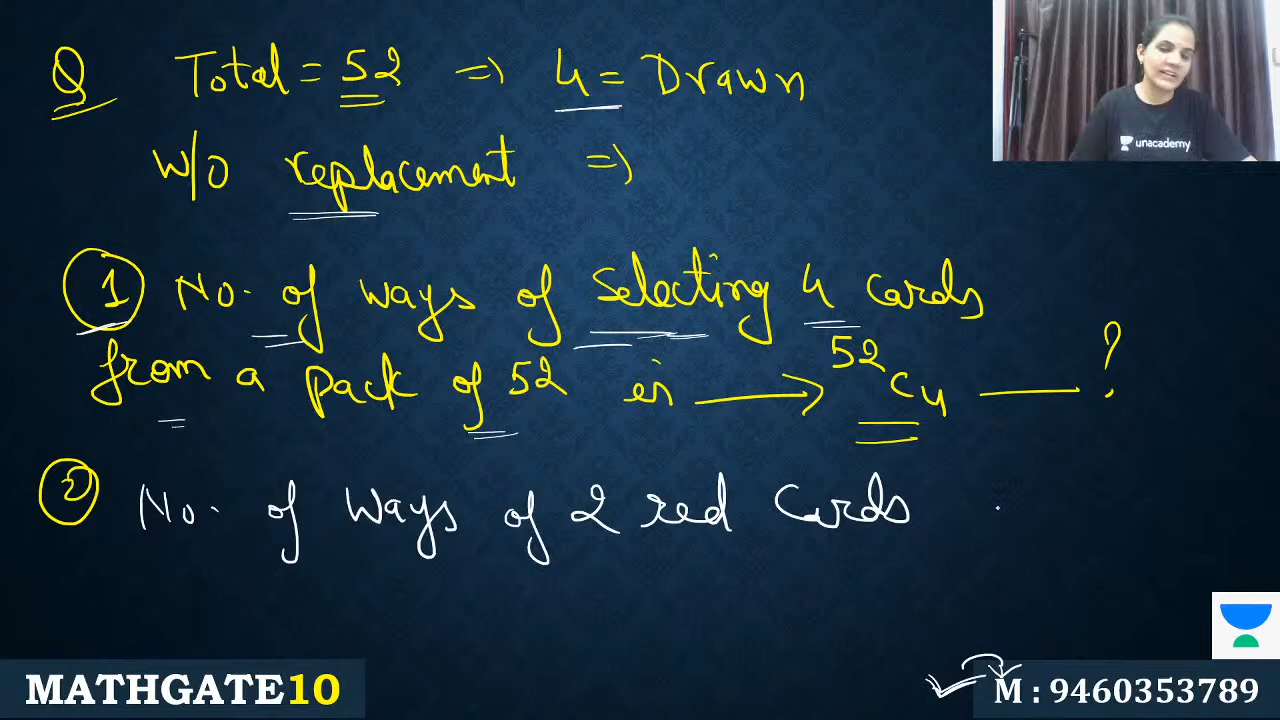 Q Total = 52 => 4 = Drawn
w/o replacement =>
unacademy
1 No. of ways of selecting 4 cards
from a pack of 52 is → ⁵²C₄ — ?
2 No. of ways of 2 red cards
MATHGATE10
M : 9460353789